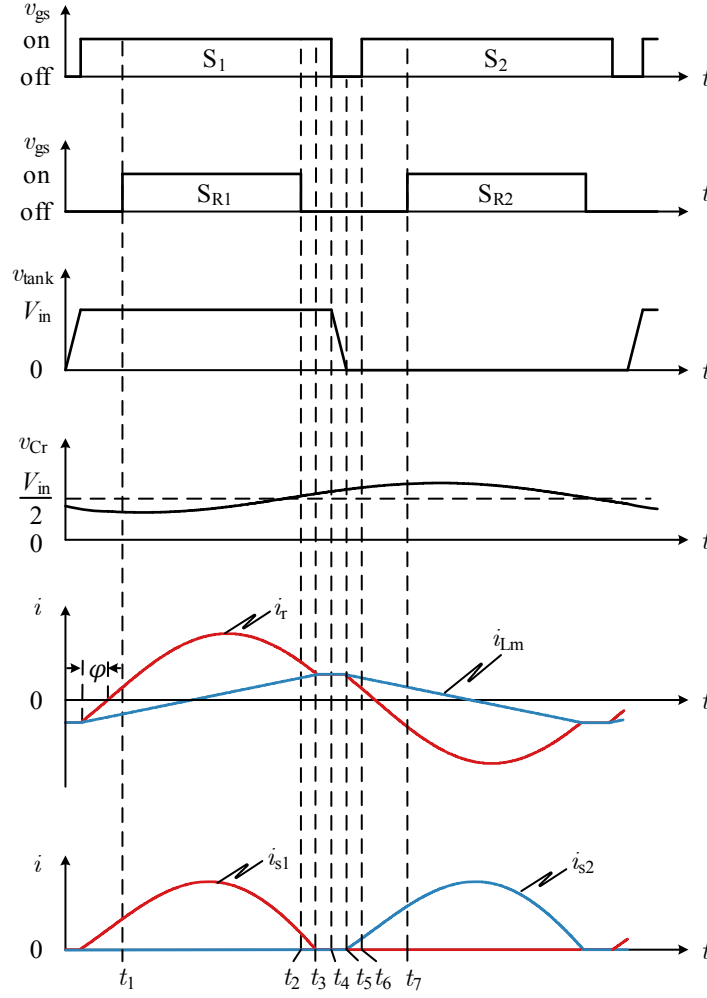 v_gs
on
S_1
S_2
off
t
v_gs
on
S_R1
S_R2
off
t
v_tank
V_in
0
t
v_Cr
V_in
2
0
t
i
i_r
i_Lm
φ
0
t
i
i_s1
i_s2
0
t
t_1 t_2 t_3 t_4 t_5 t_6 t_7